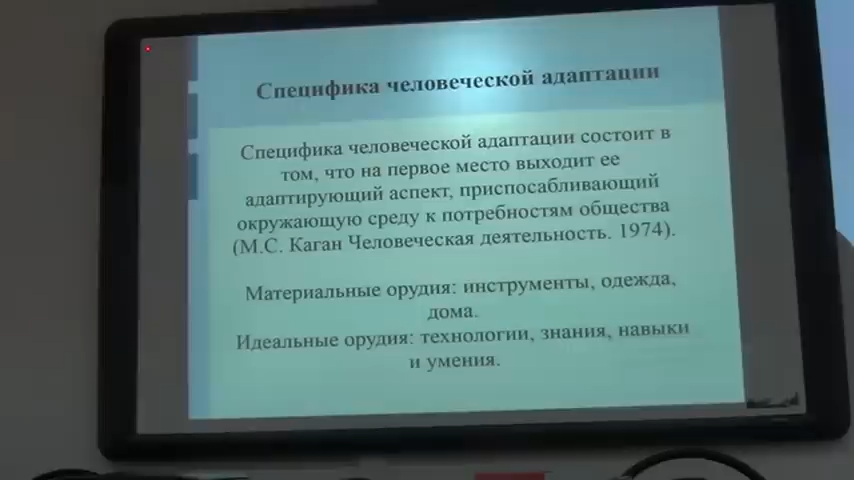 Специфика человеческой адаптации
Специфика человеческой адаптации состоит в
том, что на первое место выходит ее
адаптирующий аспект, приспосабливающий
окружающую среду к потребностям общества
(М.С. Каган Человеческая деятельность. 1974).
Материальные орудия: инструменты, одежда,
дома.
Идеальные орудия: технологии, знания, навыки
и умения.